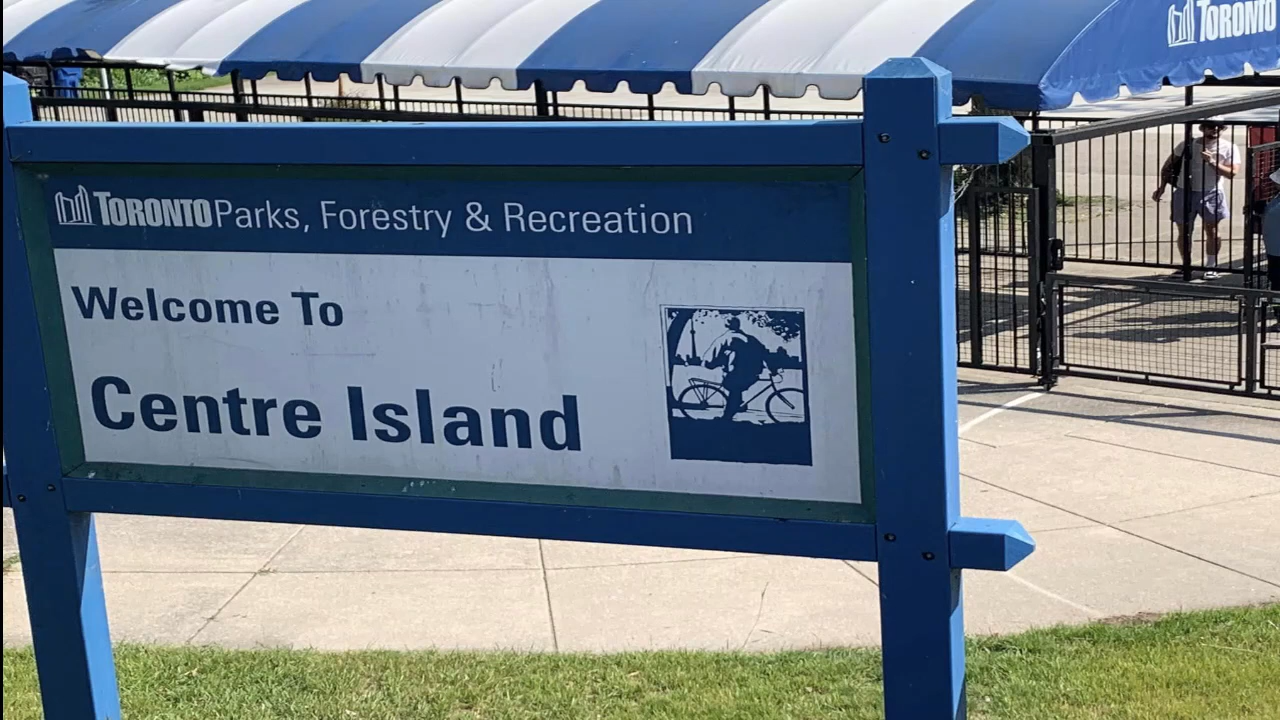 TORONTO
TORONTO Parks, Forestry & Recreation
Welcome To
Centre Island